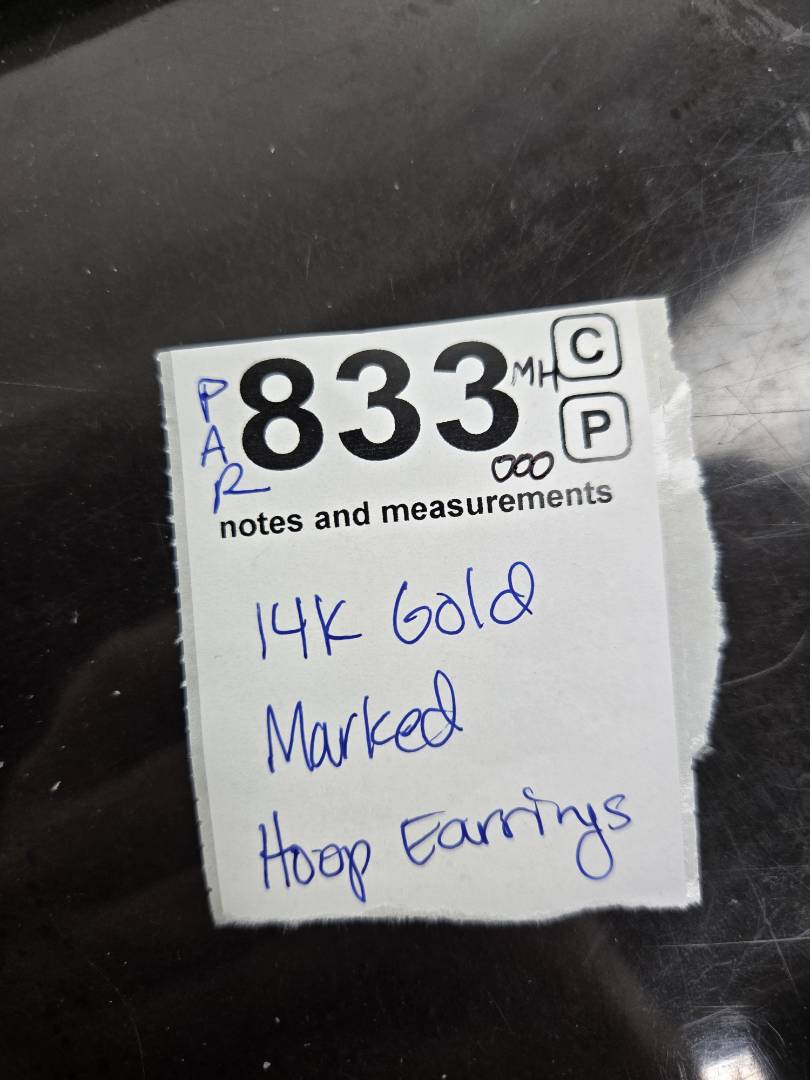 PAR
833 MH C
000 P
notes and measurements
14K Gold
Marked
Hoop Earrings